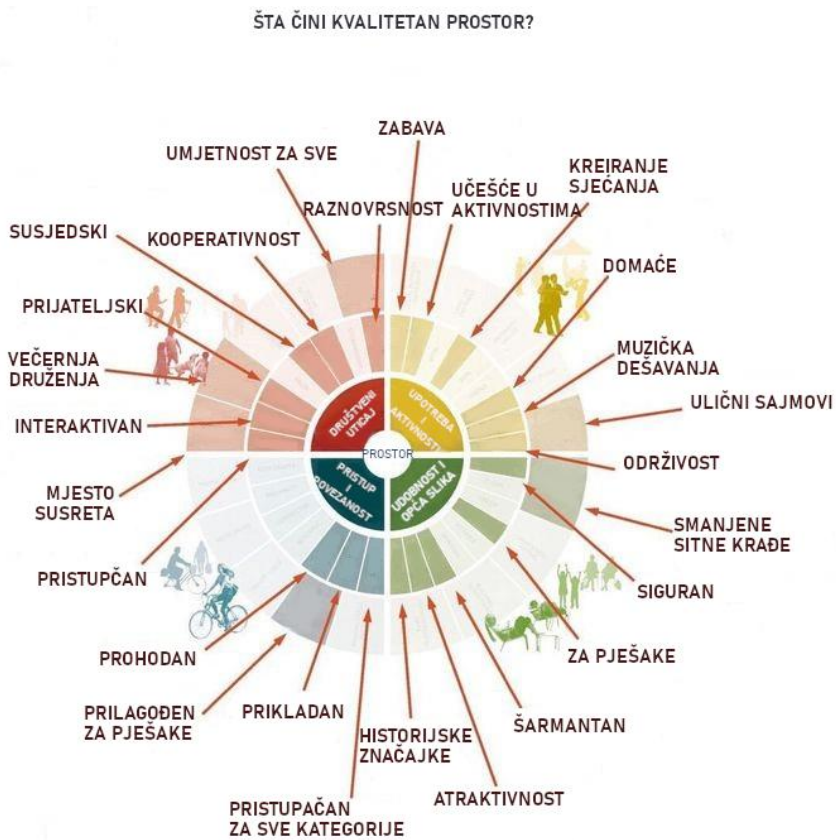 ŠTA ČINI KVALITETAN PROSTOR?
ZABAVA
UMJETNOST ZA SVE
KREIRANJE
SJEĆANJA
RAZNOVRSNOST
UČEŠĆE U
AKTIVNOSTIMA
SUSJEDSKI
KOOPERATIVNOST
DOMAĆE
PRIJATELJSKI
MUZIČKA
DEŠAVANJA
VEČERNJA
DRUŽENJA
ULIČNI SAJMOVI
INTERAKTIVAN
DRUŠTVENI
UTICAJ
UPOTREBA
I
AKTIVNOSTI
PROSTOR
PRISTUP
I
POVEZANOST
UDOBNOST I
OPĆA SLIKA
ODRŽIVOST
MJESTO
SUSRETA
SMANJENE
SITNE KRAĐE
PRISTUPČAN
SIGURAN
PROHODAN
ZA PJEŠAKE
PRILAGOĐEN
ZA PJEŠAKE
PRIKLADAN
HISTORIJSKE
ZNAČAJKE
ŠARMANTAN
PRISTUPAČAN
ZA SVE KATEGORIJE
ATRAKTIVNOST